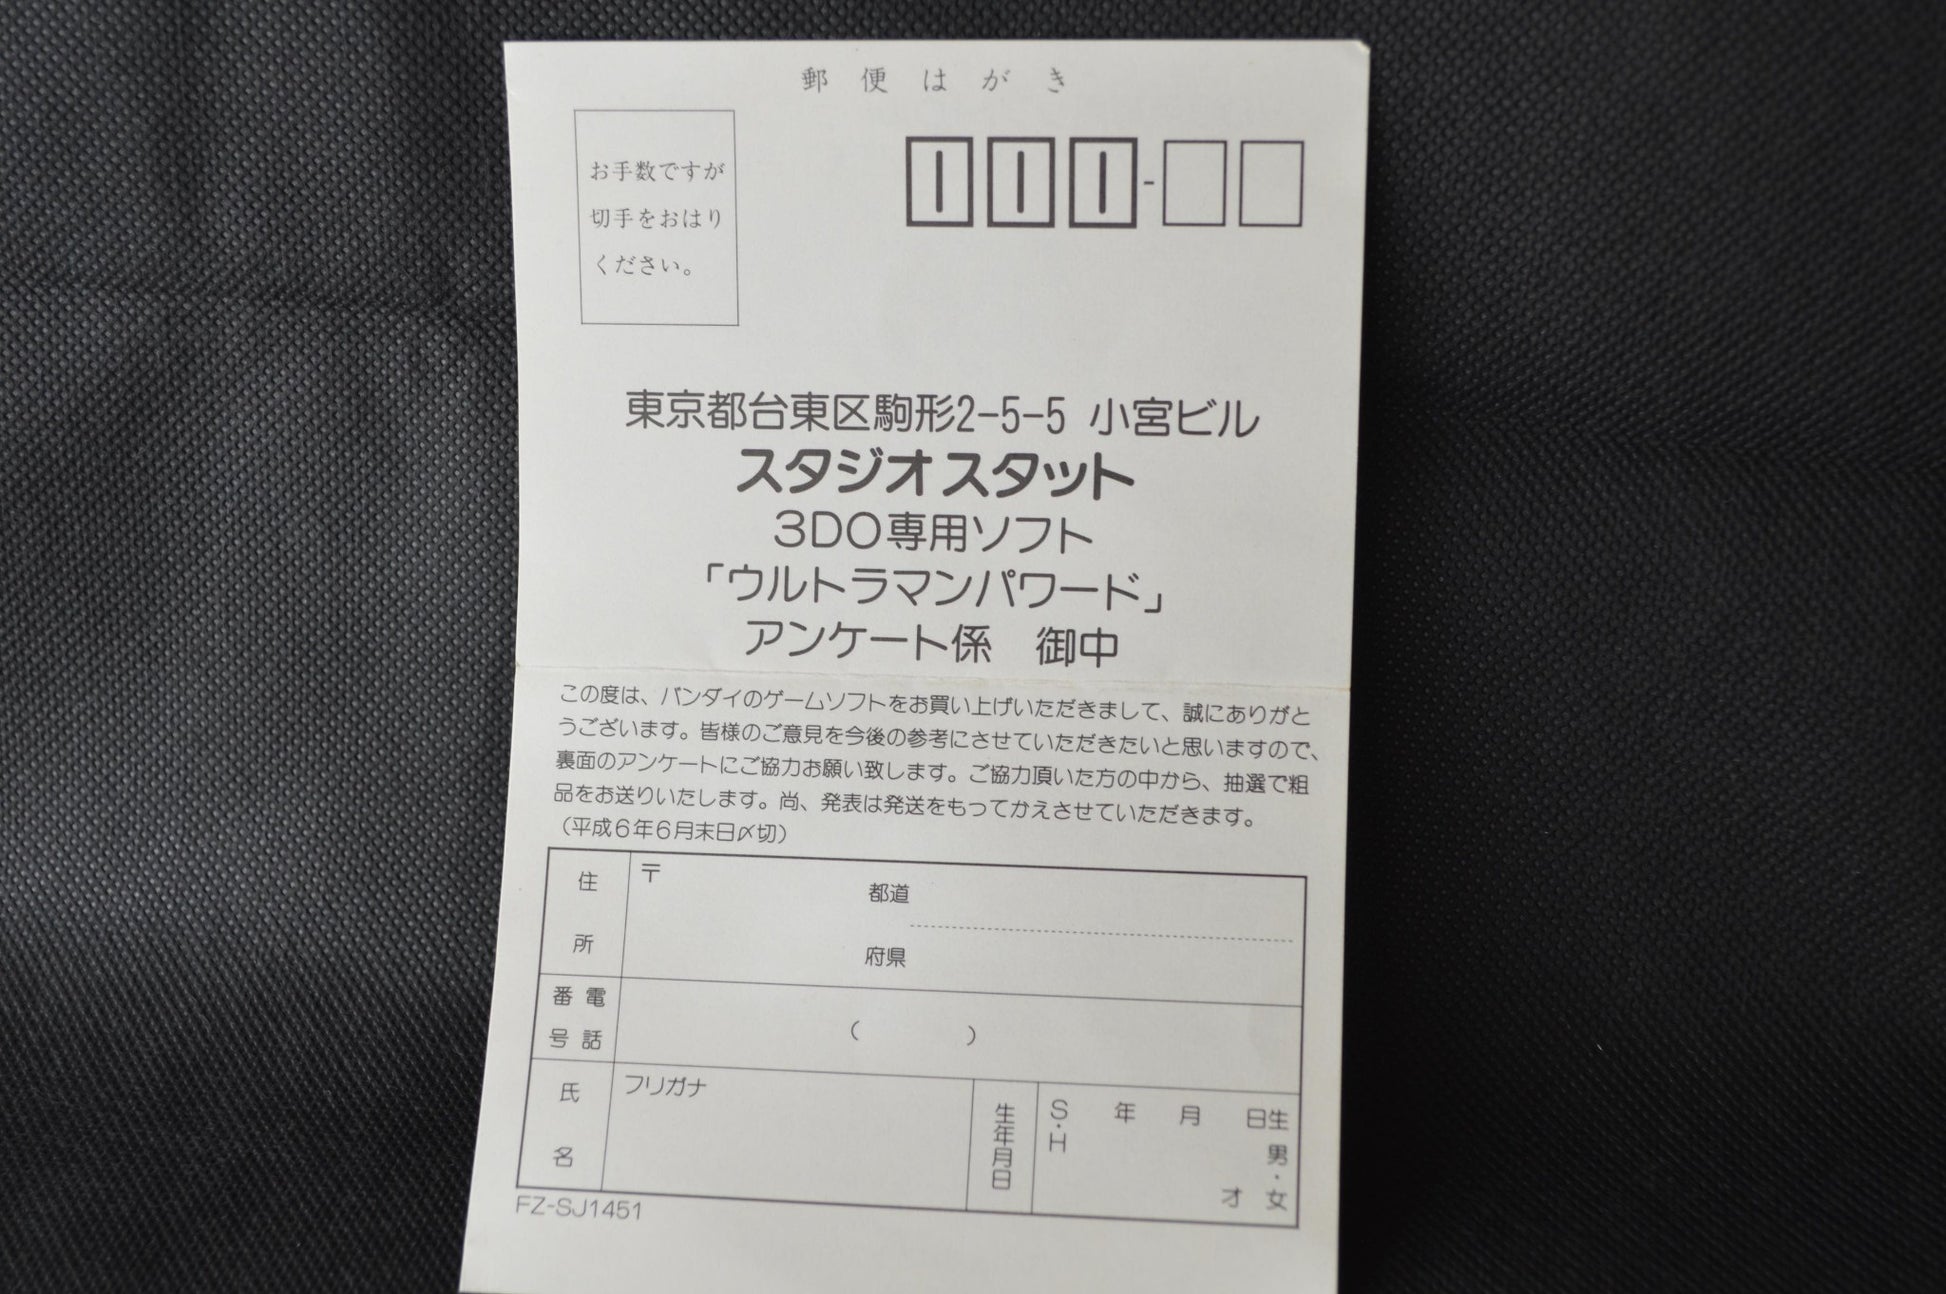 郵便はがき
お手数ですが
切手をおはり
ください。
111-
東京都台東区駒形2-5-5 小宮ビル
スタジオスタット
3DO専用ソフト
「ウルトラマンパワード」
アンケート係　御中
この度は、バンダイのゲームソフトをお買い上げいただきまして、誠にありがと
うございます。皆様のご意見を今後の参考にさせていただきたいと思いますので、
裏面のアンケートにご協力お願い致します。ご協力頂いた方の中から、抽選で粗
品をお送りいたします。尚、発表は発送をもってかえさせていただきます。
(平成6年6月末日〆切)
住所
〒
都道
府県
電話番号
(　　)
氏名
フリガナ
生年月日
S・H 年 月 日生
男・女
才
FZ-SJ1451